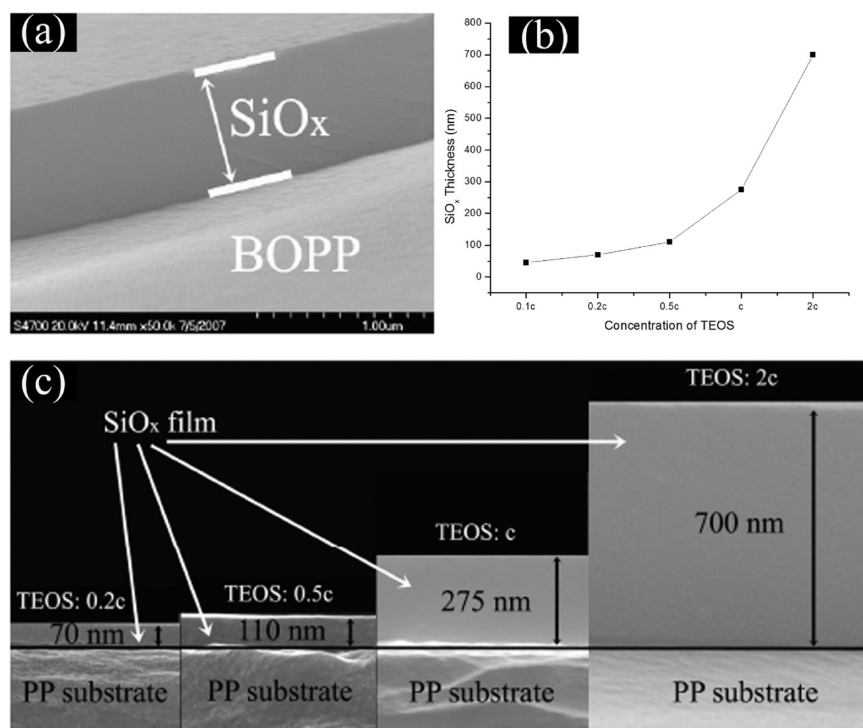 (a)
SiOx
BOPP
S4700 20.0kV 11.4mm x50.0k 7/5/2007
1.00um
(b)
800
700
600
500
400
300
200
100
0
SiOx Thickness (nm)
0.1c 0.2c 0.5c c 2c
Concentration of TEOS
(c)
SiOx film
TEOS: 2c
700 nm
TEOS: c
275 nm
TEOS: 0.2c
70 nm
TEOS: 0.5c
110 nm
PP substrate
PP substrate
PP substrate
PP substrate